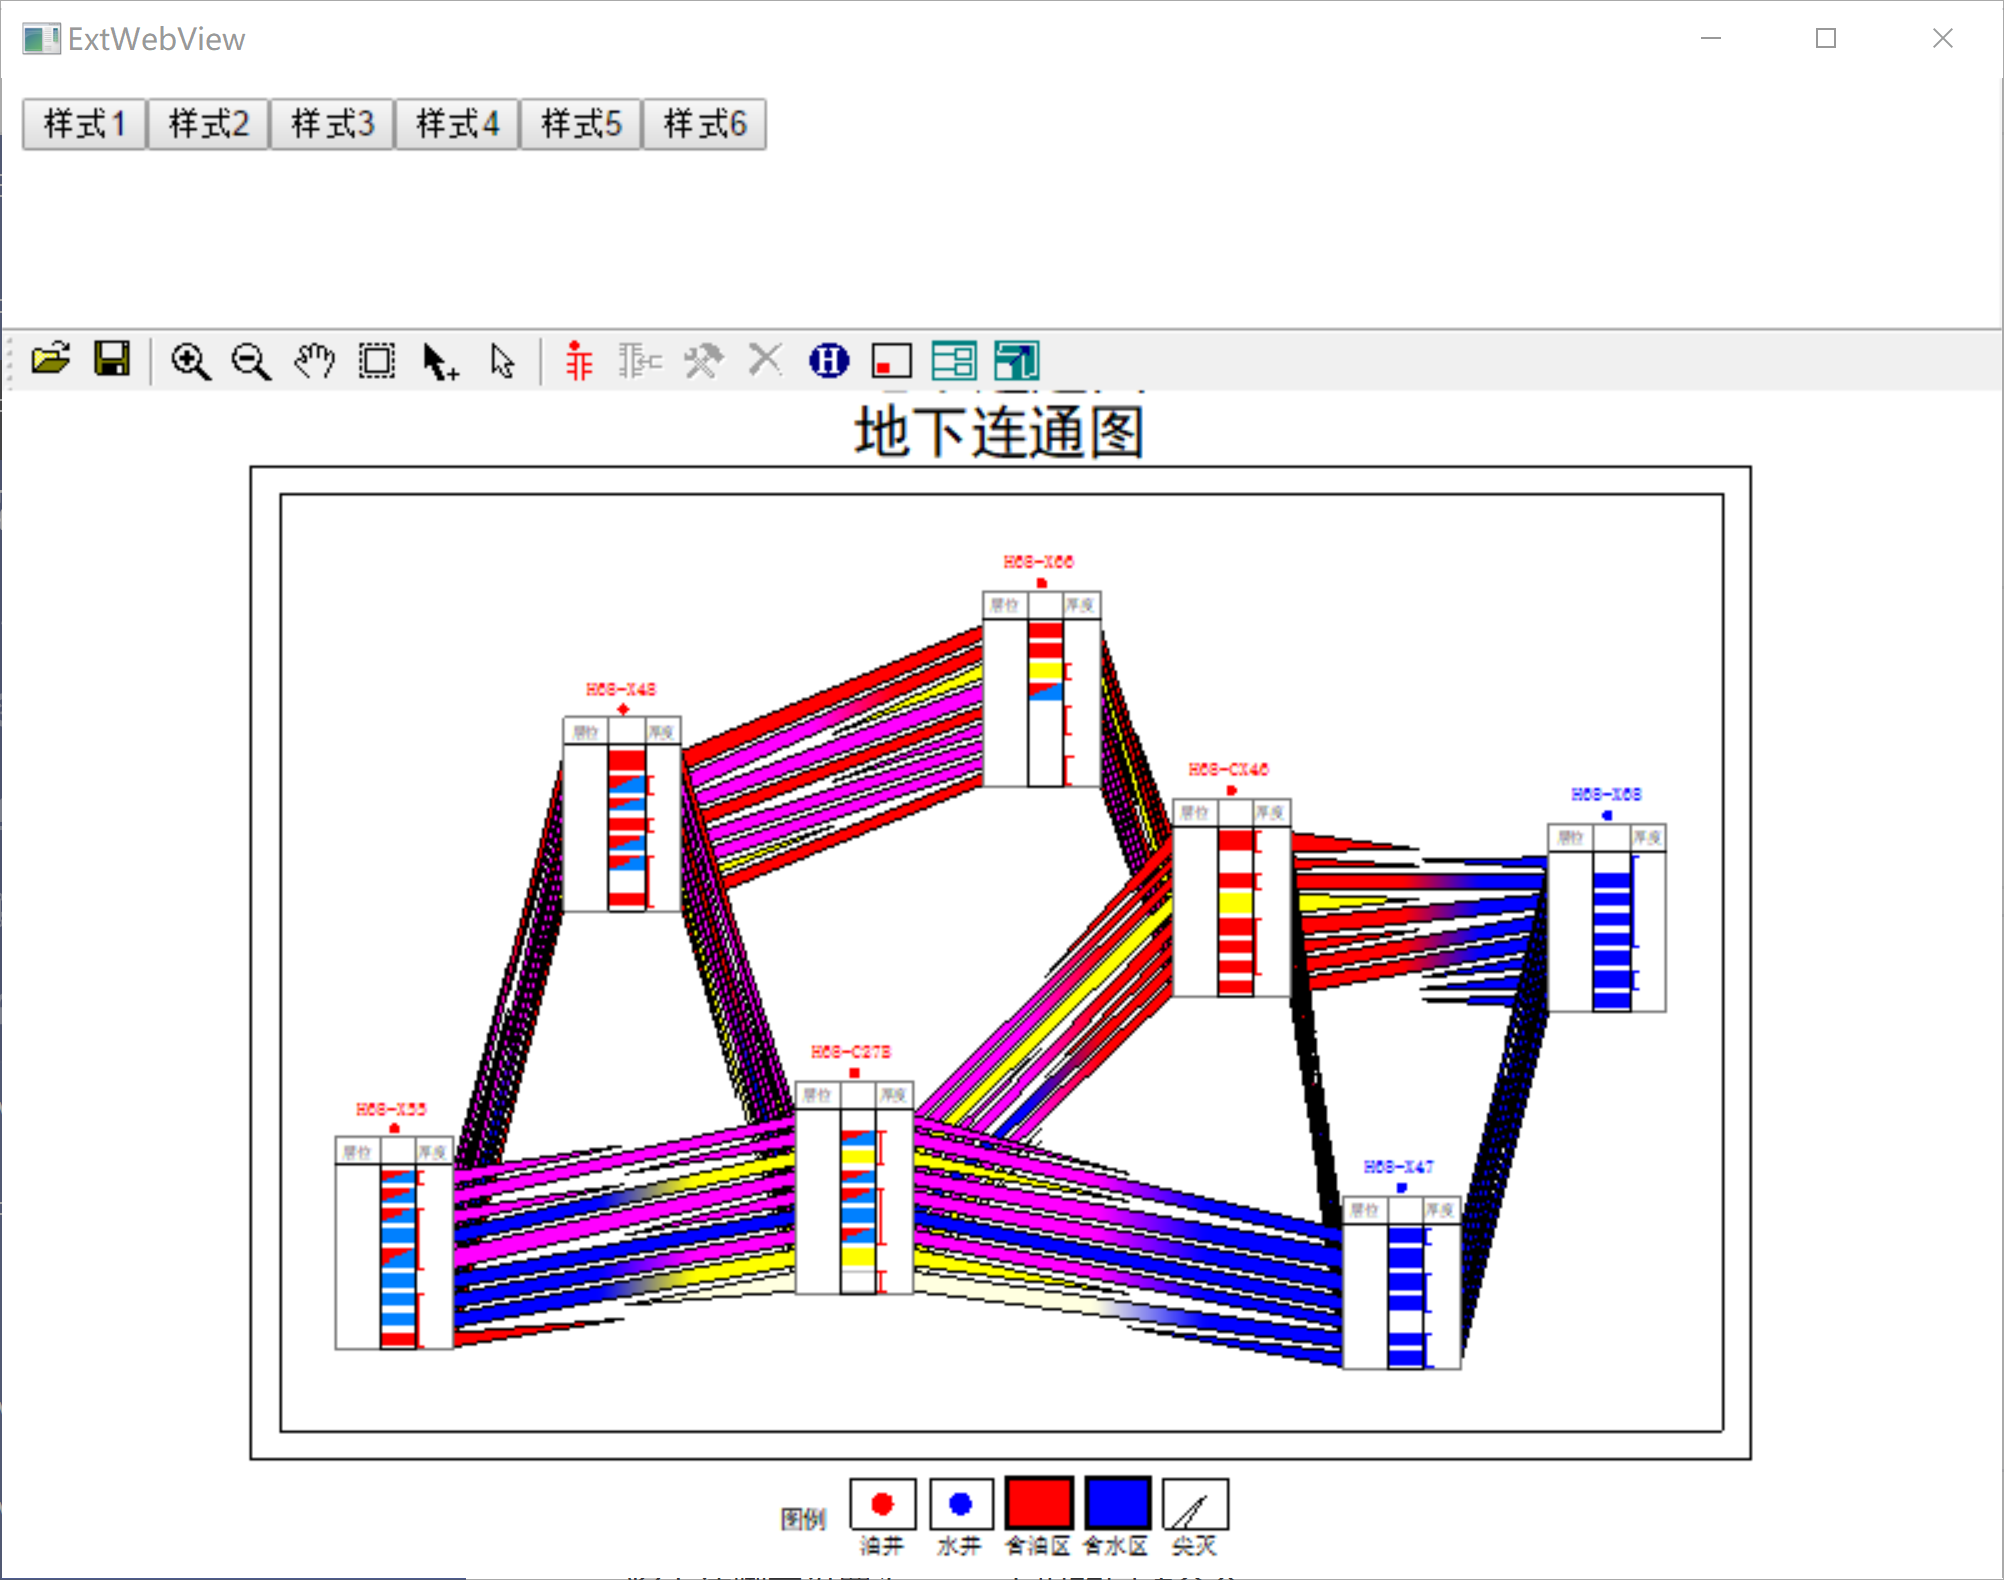 ExtWebView
样式1 样式2 样式3 样式4 样式5 样式6
H
地下连通图
H68-X66
层位 厚度
H68-X48
层位 厚度
H68-CX46
层位 厚度
H68-X68
层位 厚度
H68-C27B
层位 厚度
H68-X55
层位 厚度
H68-X47
层位 厚度
图例
油井 水井 含油区 含水区 尖灭